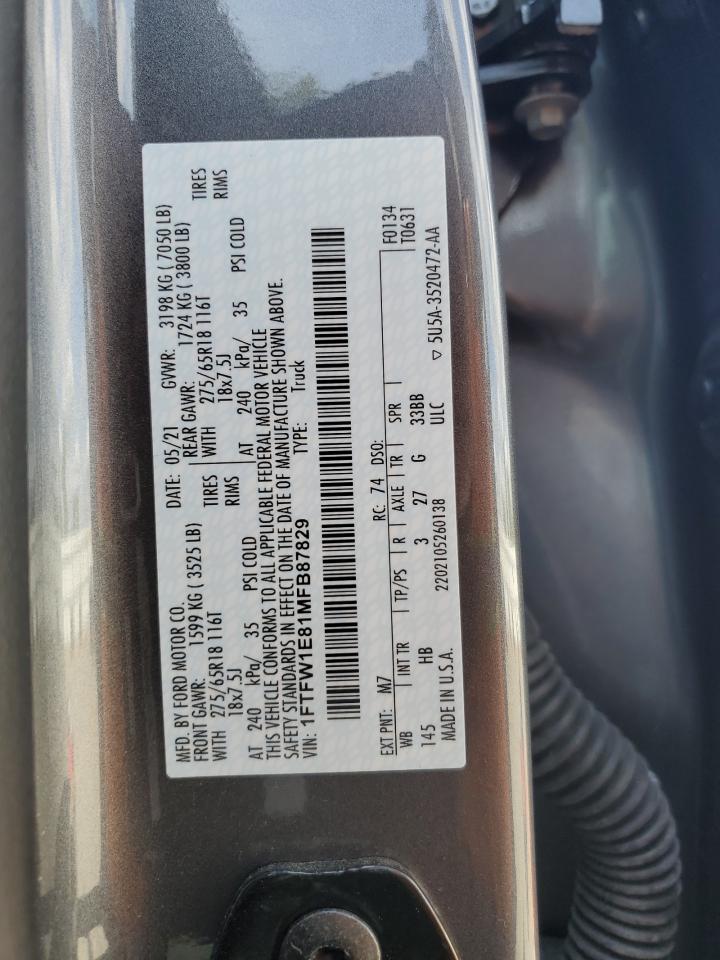 MFD. BY FORD MOTOR CO. DATE: 05/21 GVWR: 3198 KG ( 7050 LB)
FRONT GAWR: 1599 KG ( 3525 LB) REAR GAWR: 1724 KG ( 3800 LB)
WITH 275/65R18 116T TIRES WITH 275/65R18 116T TIRES
18x7.5J RIMS 18x7.5J RIMS
AT 240 kPa/ 35 PSI COLD AT 240 kPa/ 35 PSI COLD
THIS VEHICLE CONFORMS TO ALL APPLICABLE FEDERAL MOTOR VEHICLE
SAFETY STANDARDS IN EFFECT ON THE DATE OF MANUFACTURE SHOWN ABOVE.
VIN: 1FTFW1E81MFB87829 TYPE: Truck
EXT PNT: M7 RC: 74 DSO: F0134
WB INT TR TP/PS R AXLE TR SPR T0631
145 HB 3 27 G 33BB
MADE IN U.S.A. 2202105260138 ULC ▽ 5U5A-3520472-AA